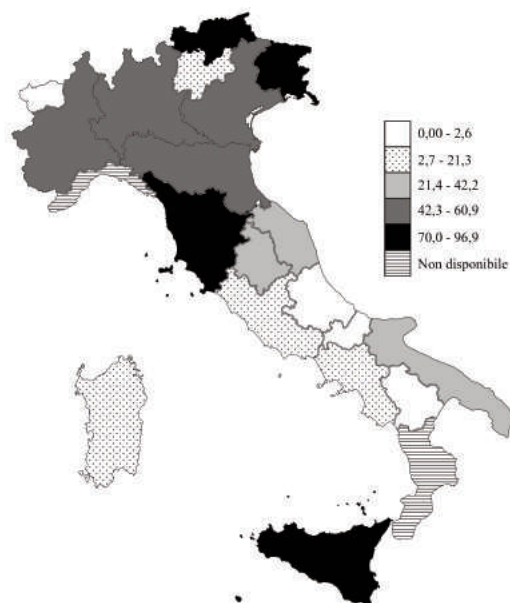 0,00 - 2,6
2,7 - 21,3
21,4 - 42,2
42,3 - 60,9
70,0 - 96,9
Non disponibile